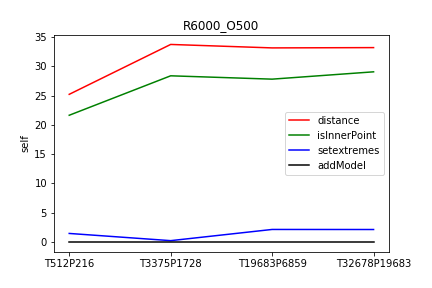 R6000_O500
35
30
25
20
15
10
5
0
self
distance
isInnerPoint
setextremes
addModel
T512P216 T3375P1728 T19683P6859 T32678P19683